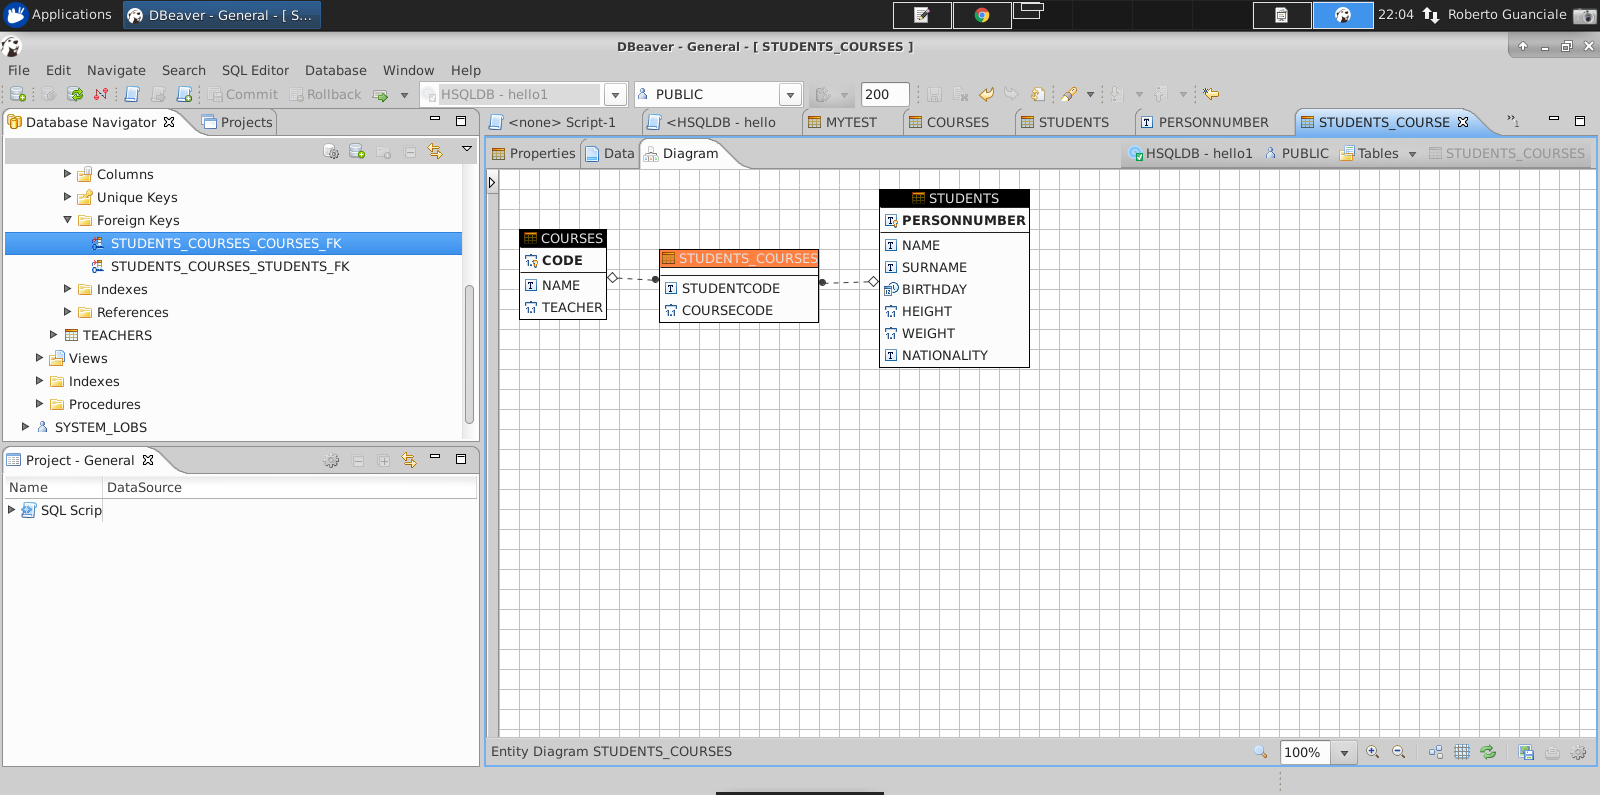 Applications DBeaver - General - [ S... 22:04 Roberto Guanciale
DBeaver - General - [ STUDENTS_COURSES ]
File Edit Navigate Search SQL Editor Database Window Help
Commit Rollback HSQLDB - hello1 PUBLIC 200
Database Navigator Projects
<none> Script-1 <HSQLDB - hello MYTEST COURSES STUDENTS PERSONNUMBER STUDENTS_COURSE »1
Properties Data Diagram HSQLDB - hello1 PUBLIC Tables STUDENTS_COURSES
Columns
Unique Keys
Foreign Keys
STUDENTS_COURSES_COURSES_FK
STUDENTS_COURSES_STUDENTS_FK
Indexes
References
TEACHERS
Views
Indexes
Procedures
SYSTEM_LOBS
Project - General
Name DataSource
SQL Scrip
COURSES
CODE
NAME
TEACHER
STUDENTS_COURSES
STUDENTCODE
COURSECODE
STUDENTS
PERSONNUMBER
NAME
SURNAME
BIRTHDAY
HEIGHT
WEIGHT
NATIONALITY
Entity Diagram STUDENTS_COURSES 100%